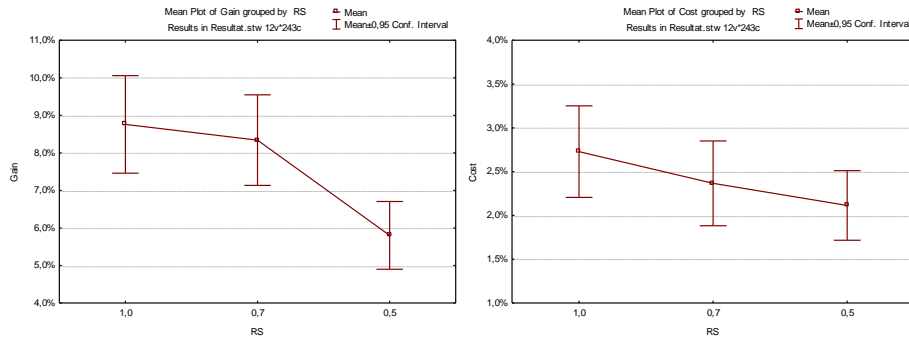 Mean Plot of Gain grouped by RS
Results in Resultat.stw 12v*243c
Mean
Mean±0,95 Conf. Interval
11,0%
10,0%
9,0%
8,0%
7,0%
6,0%
5,0%
4,0%
Gain
1,0
0,7
0,5
RS
Mean Plot of Cost grouped by RS
Results in Resultat.stw 12v*243c
Mean
Mean±0,95 Conf. Interval
4,0%
3,5%
3,0%
2,5%
2,0%
1,5%
1,0%
Cost
1,0
0,7
0,5
RS